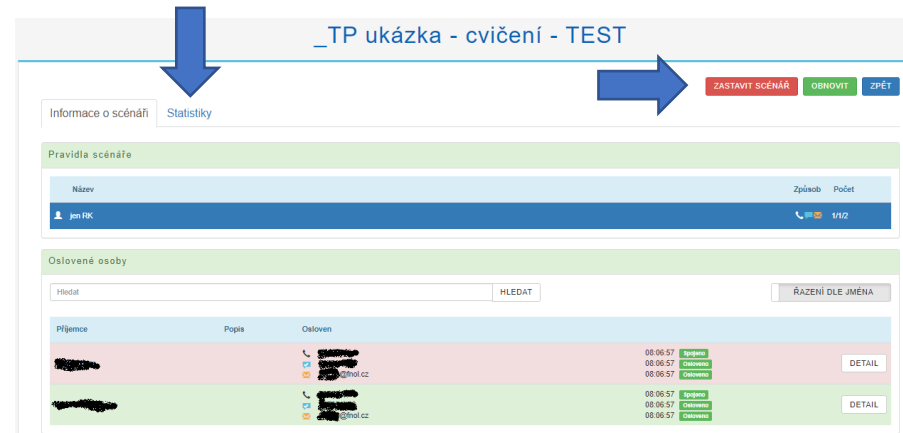 _TP ukázka - cvičení - TEST
ZASTAVIT SCÉNÁŘ OBNOVIT ZPĚT
Informace o scénáři Statistiky
Pravidla scénáře
Název Způsob Počet
jen RK 1/1/2
Oslovené osoby
Hledat HLEDAT ŘAZENÍ DLE JMÉNA
Příjemce Popis Osloven
08:06:57 Spojeno
08:06:57 Osloveno DETAIL
@fnol.cz 08:06:57 Osloveno
08:06:57 Spojeno
08:06:57 Osloveno DETAIL
@fnol.cz 08:06:57 Osloveno